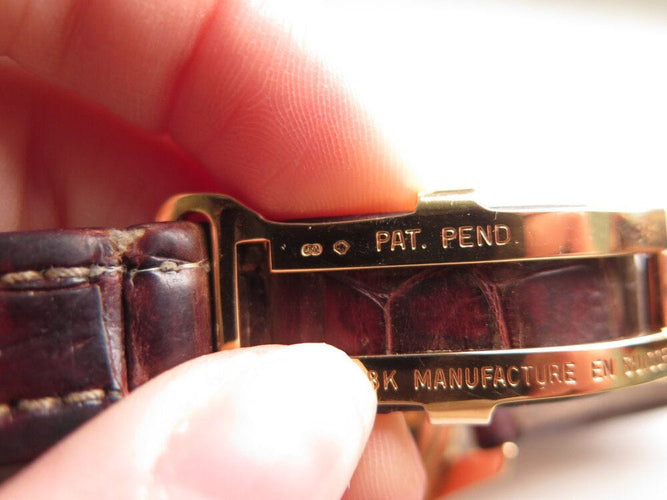 PAT. PEND.
8K MANUFACTURE EN